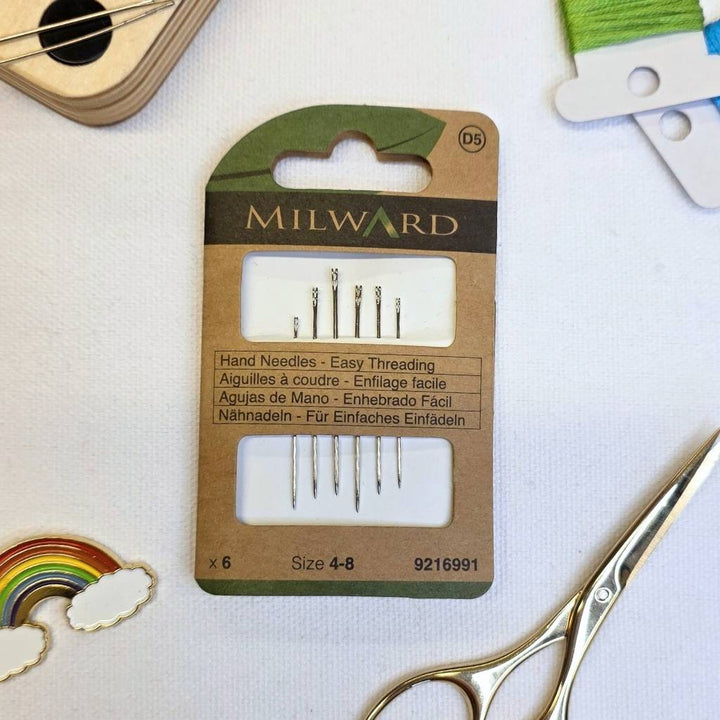 D5
MILWARD
Hand Needles - Easy Threading
Aiguilles à coudre - Enfilage facile
Agujas de Mano - Enhebrado Fácil
Nähnadeln - Für Einfaches Einfädeln
x 6 Size 4-8 9216991